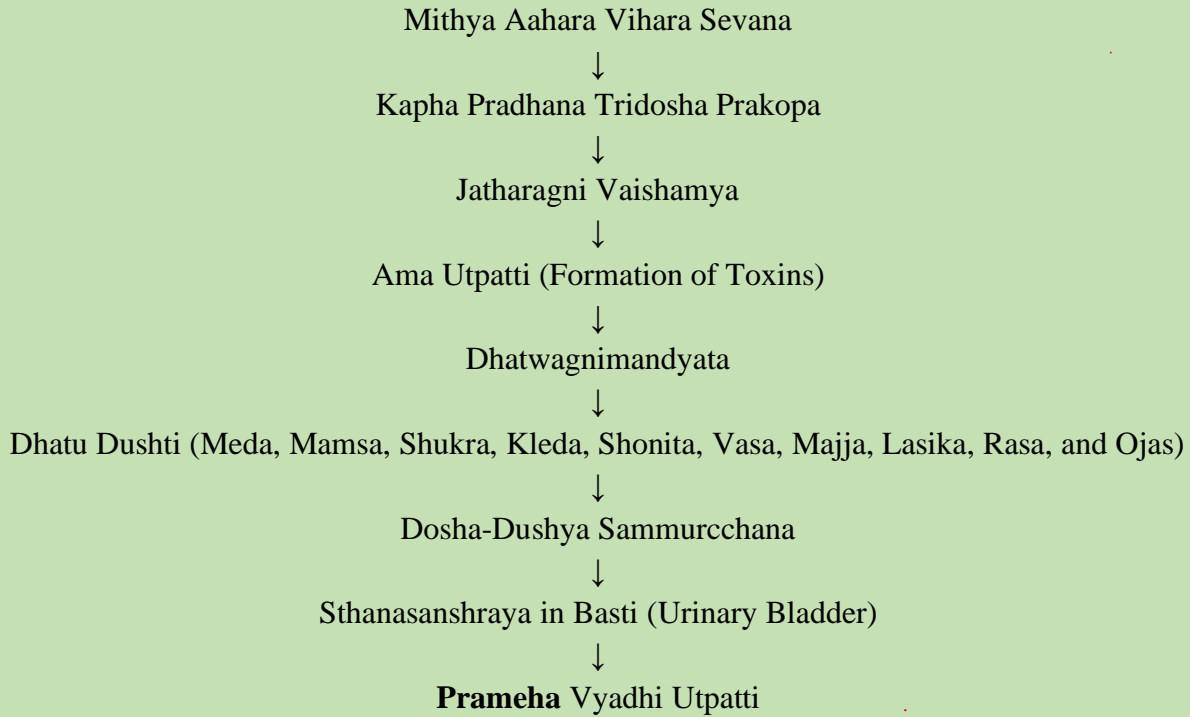 Mithya Aahara Vihara Sevana
↓
Kapha Pradhana Tridosha Prakopa
↓
Jatharagni Vaishamya
↓
Ama Utpatti (Formation of Toxins)
↓
Dhatwagnimandyata
↓
Dhatu Dushti (Meda, Mamsa, Shukra, Kleda, Shonita, Vasa, Majja, Lasika, Rasa, and Ojas)
↓
Dosha-Dushya Sammurcchana
↓
Sthanasanshraya in Basti (Urinary Bladder)
↓
Prameha Vyadhi Utpatti